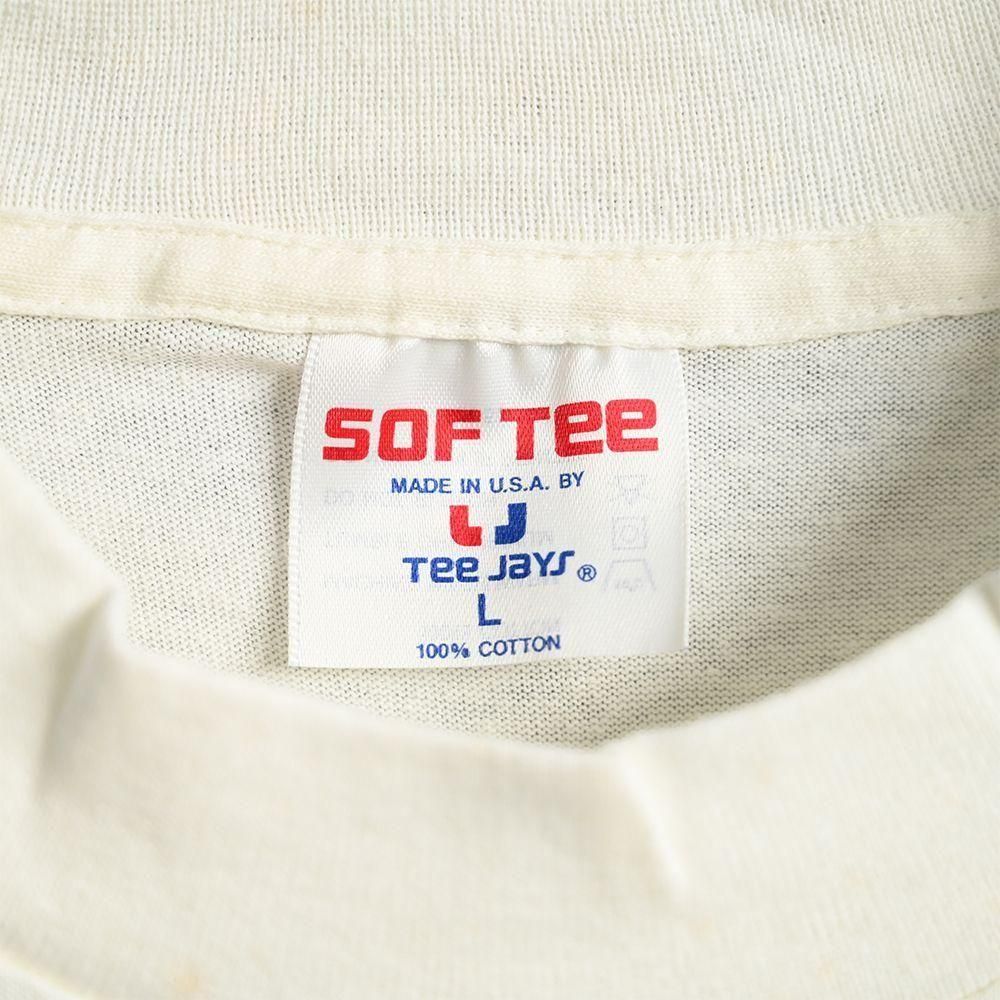 SOF TEE
MADE IN U.S.A. BY
TEE JAYS ®
L
100% COTTON